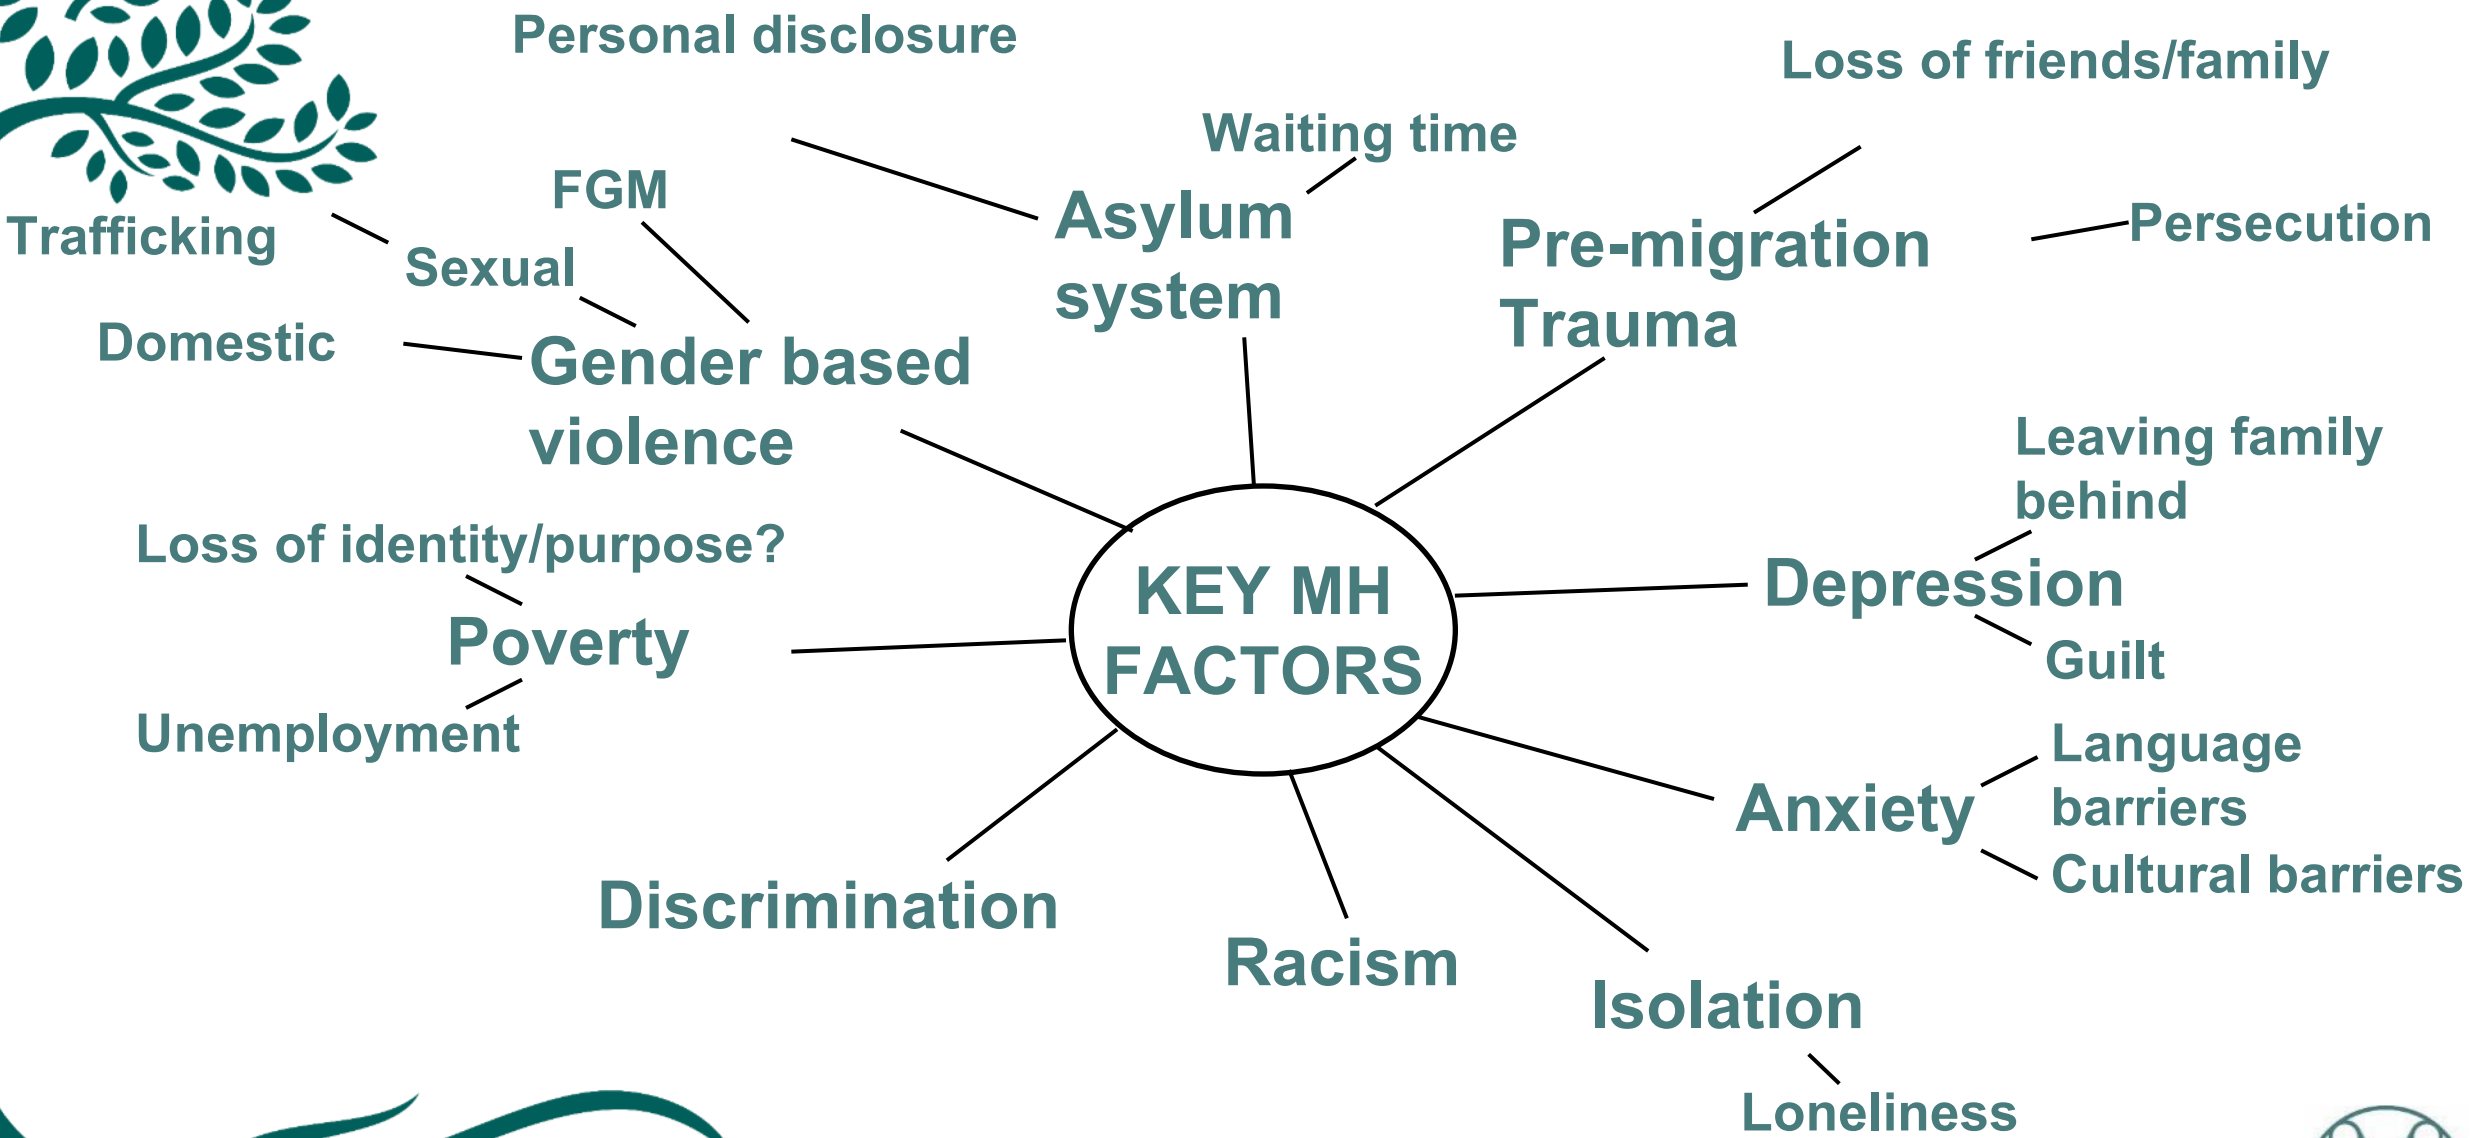 Personal disclosure
Loss of friends/family
Waiting time
FGM
Asylum
system
Pre-migration
Trauma
Persecution
Trafficking
Sexual
Domestic
Gender based
violence
Leaving family
behind
Loss of identity/purpose?
KEY MH
FACTORS
Depression
Poverty
Guilt
Unemployment
Language
barriers
Anxiety
Cultural barriers
Discrimination
Racism
Isolation
Loneliness